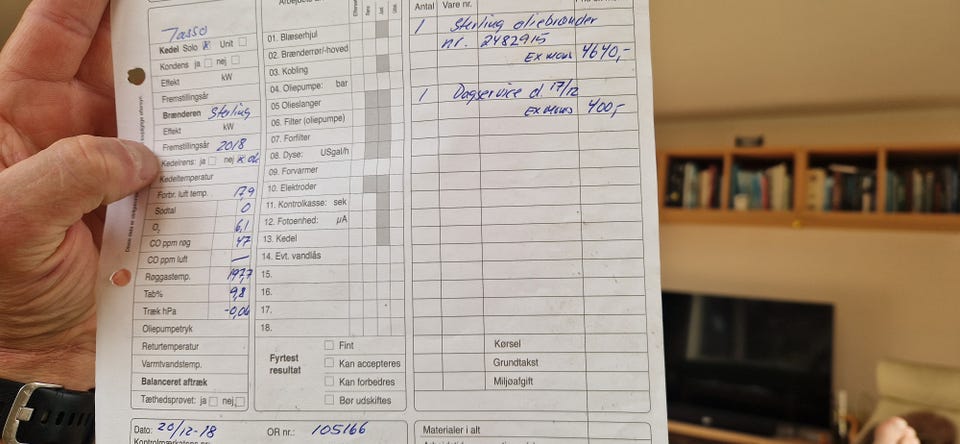 Tasso
Kedel Solo x Unit
Kondens ja nej
Effekt kW
Fremstillingsår
Brænderen Sterling
Effekt kW
Fremstillingsår 2018
Kedelrens: ja nej x
Kedeltemperatur
Forbr. luft temp. 17,9
Sodtal 0
O₂ 6,1
CO ppm røg 47
CO ppm luft —
Røggastemp. 197,7
Tab% 9,8
Træk hPa -0,06
Oliepumpetryk
Returtemperatur
Varmtvandstemp.
Balanceret aftræk
Tæthedsprøvet: ja nej
Dato: 20/12-18 OR nr.: 105166
01. Blæserhjul
02. Brænderrør/-hoved
03. Kobling
04. Oliepumpe: bar
05. Olieslanger
06. Filter (oliepumpe)
07. Forfilter
08. Dyse: USgal/h
09. Forvarmer
10. Elektroder
11. Kontrolkasse: sek
12. Fotoenhed: µA
13. Kedel
14. Evt. vandlås
15.
16.
17.
18.
Fyrtest
resultat
Fint
Kan accepteres
Kan forbedres
Bør udskiftes
Antal Vare nr.
1 Sterling oliebrænder
nr. 2482915
Ex moms 4640,-
1 Dagservice d. 17/12
Ex moms 400,-
Kørsel
Grundtakst
Miljøafgift
Materialer i alt